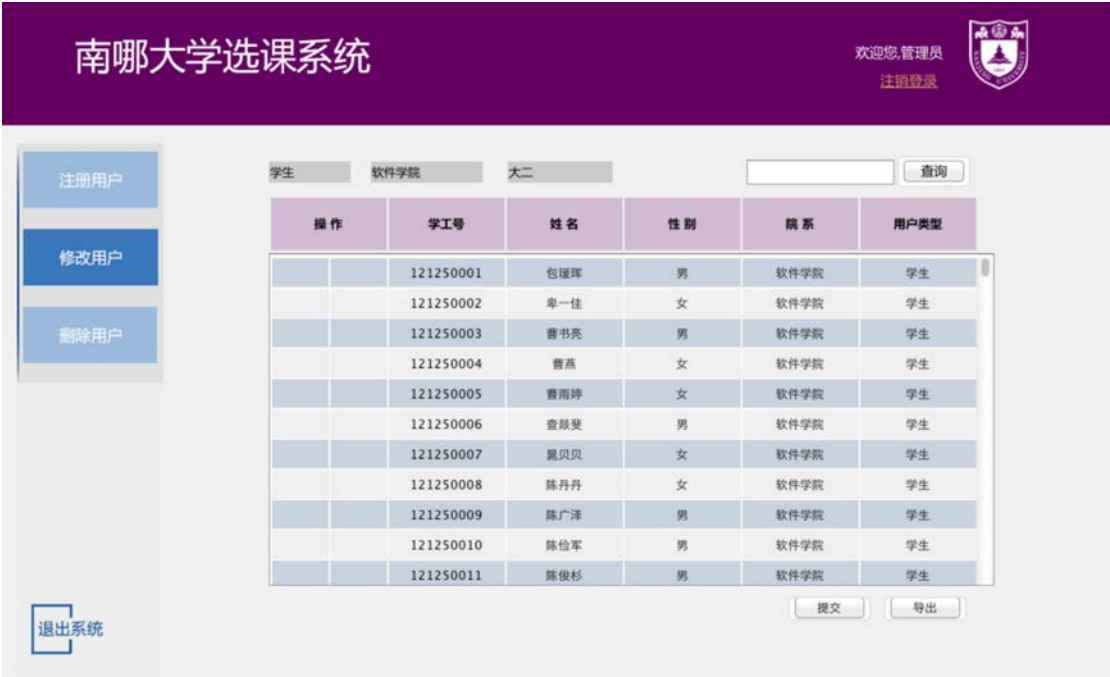 南哪大学选课系统
欢迎您,管理员
注销登录
注册用户
修改用户
删除用户
退出系统
学生 软件学院 大二 查询
操作 学工号 姓名 性别 院系 用户类型
121250001 包珲 男 软件学院 学生
121250002 卑一佳 女 软件学院 学生
121250003 曹书亮 男 软件学院 学生
121250004 曹燕 女 软件学院 学生
121250005 曹雨婷 女 软件学院 学生
121250006 查斐 男 软件学院 学生
121250007 晁贝贝 女 软件学院 学生
121250008 陈丹丹 女 软件学院 学生
121250009 陈广泽 男 软件学院 学生
121250010 陈俭军 男 软件学院 学生
121250011 陈俊杉 男 软件学院 学生
提交 导出